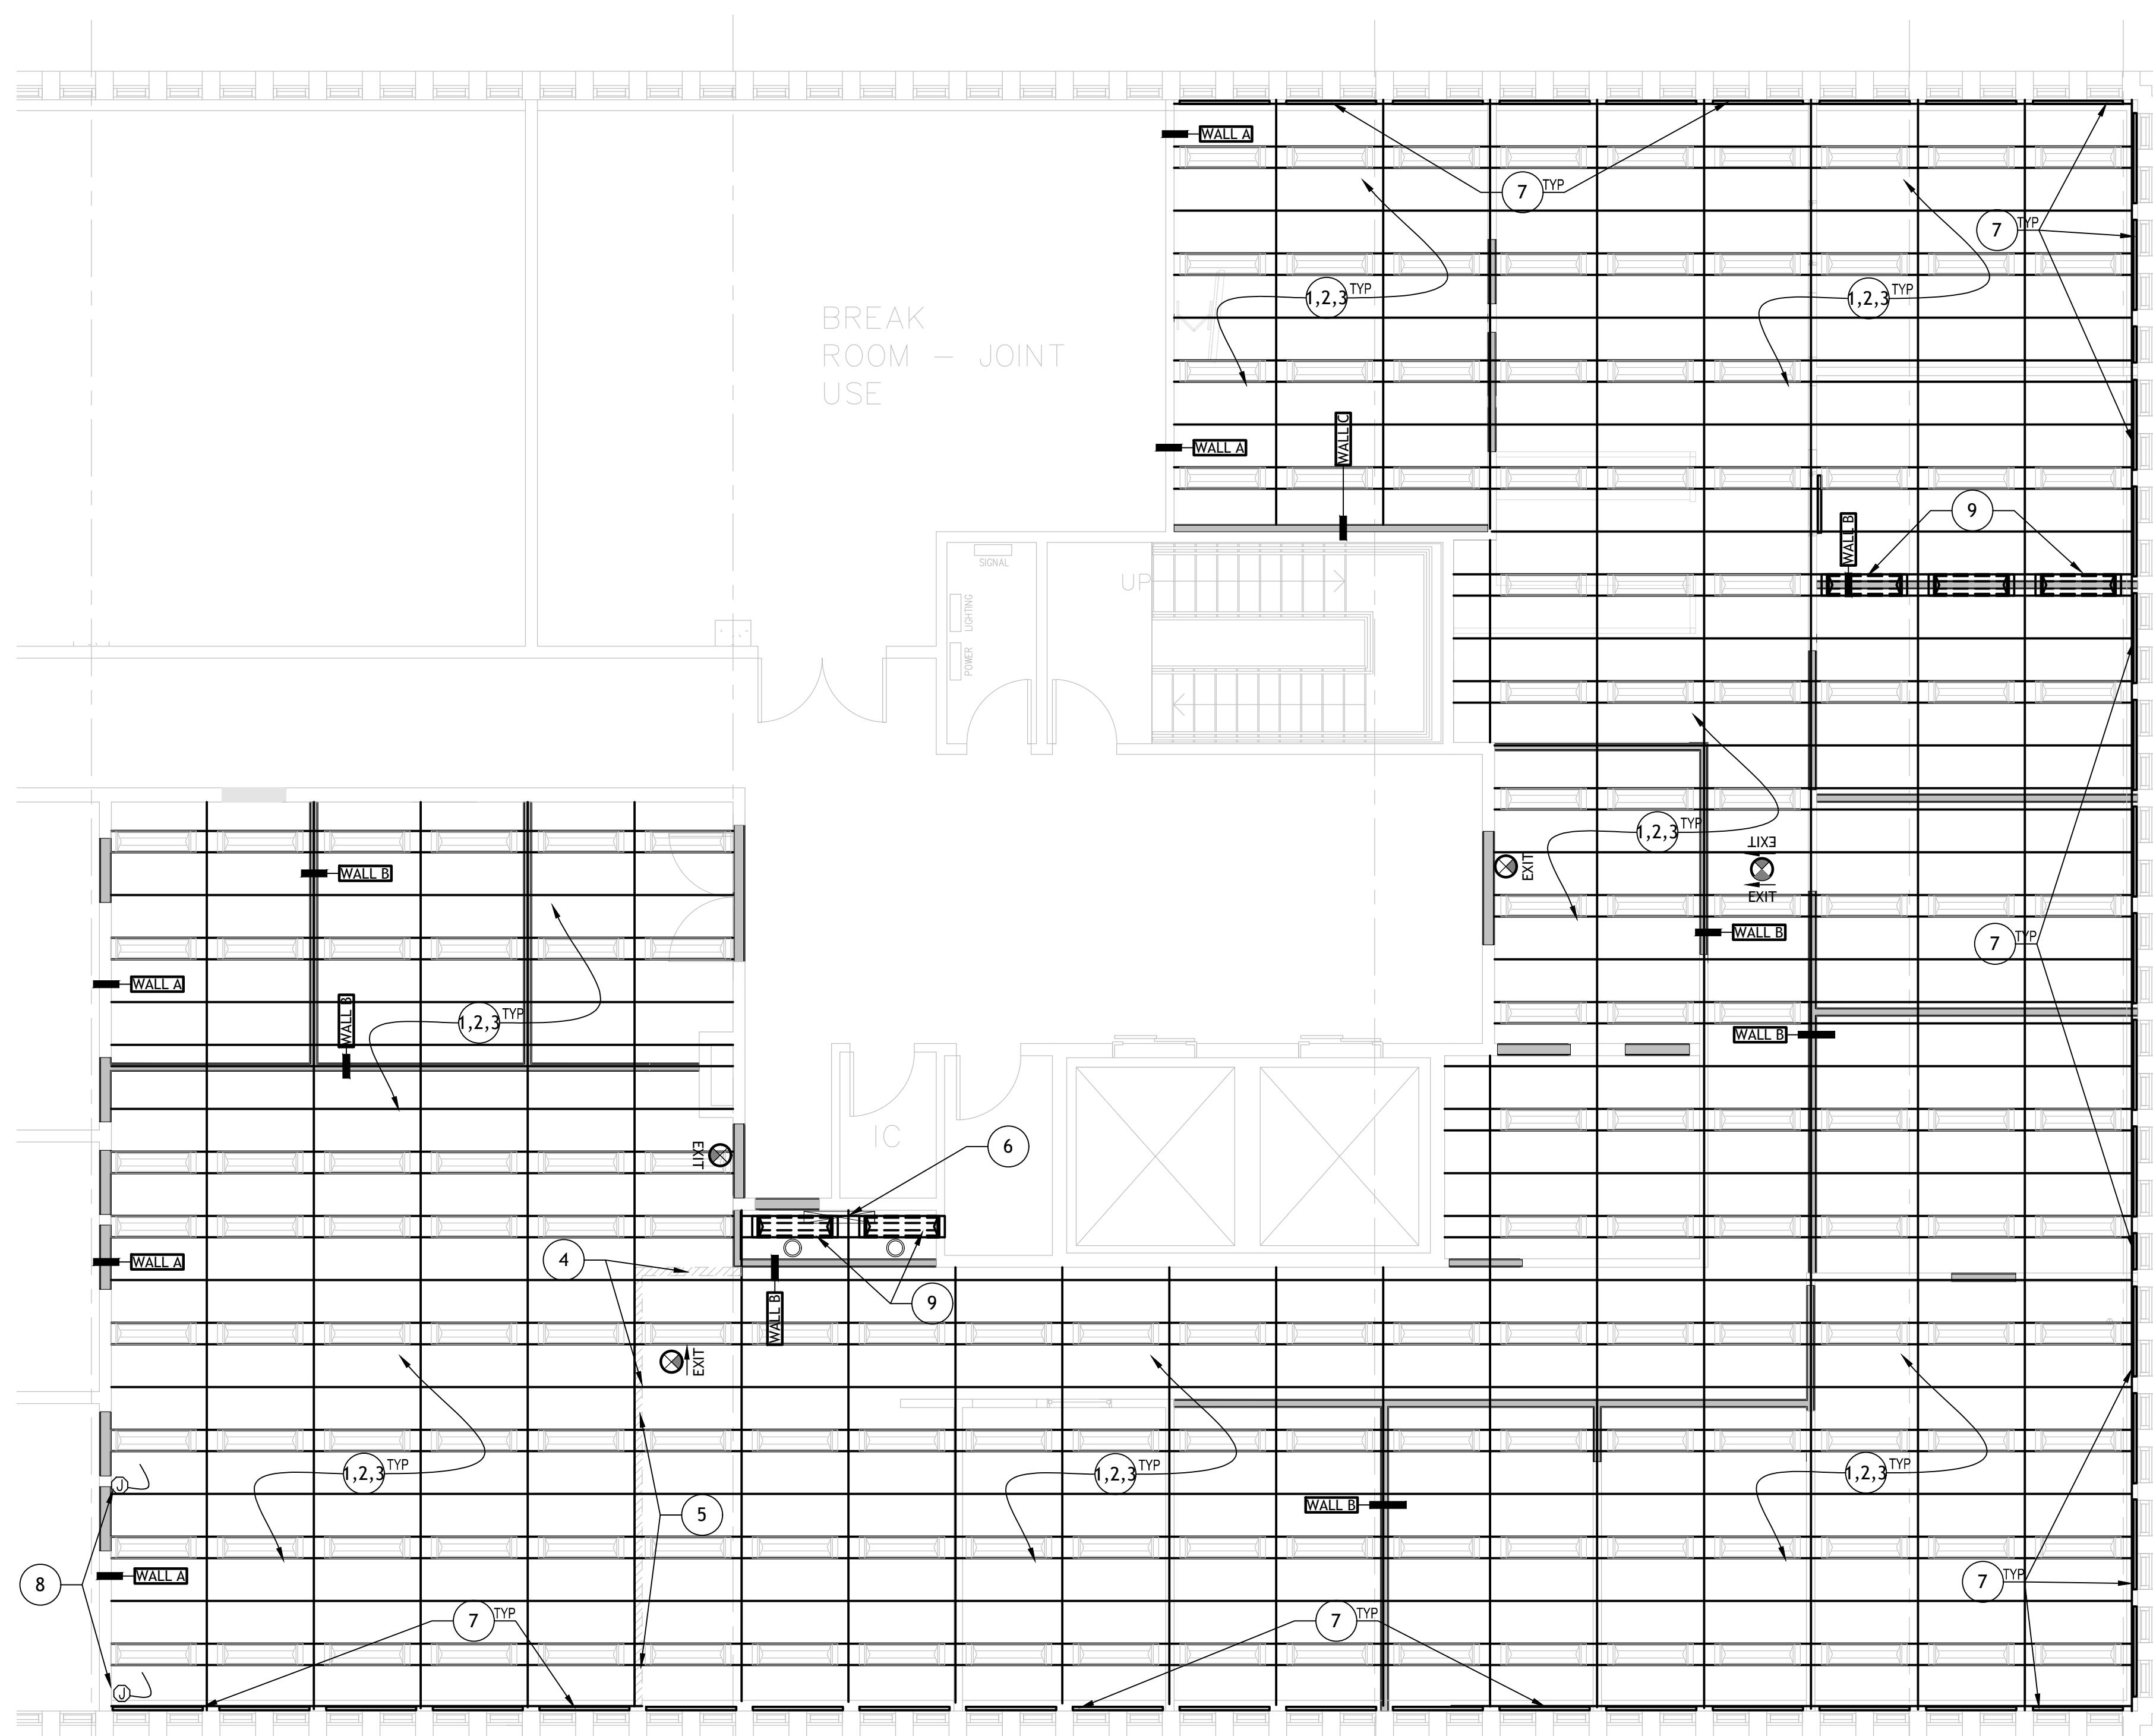 WALL A
7 TYP
7 TYP
1,2,3 TYP
1,2,3 TYP
BREAK
ROOM – JOINT
USE
WALL C
WALL A
9
WALL B
SIGNAL
UP
LIGHTING
POWER
1,2,3 TYP
EXIT
EXIT
EXIT
WALL B
WALL B
7 TYP
WALL B
WALL A
WALL B
1,2,3 TYP
WALL B
IC
6
EXIT
4
WALL A
9
WALL B
EXIT
1,2,3 TYP
1,2,3 TYP
1,2,3 TYP
J
5
WALL B
8
WALL A
7 TYP
7 TYP
7 TYP
J